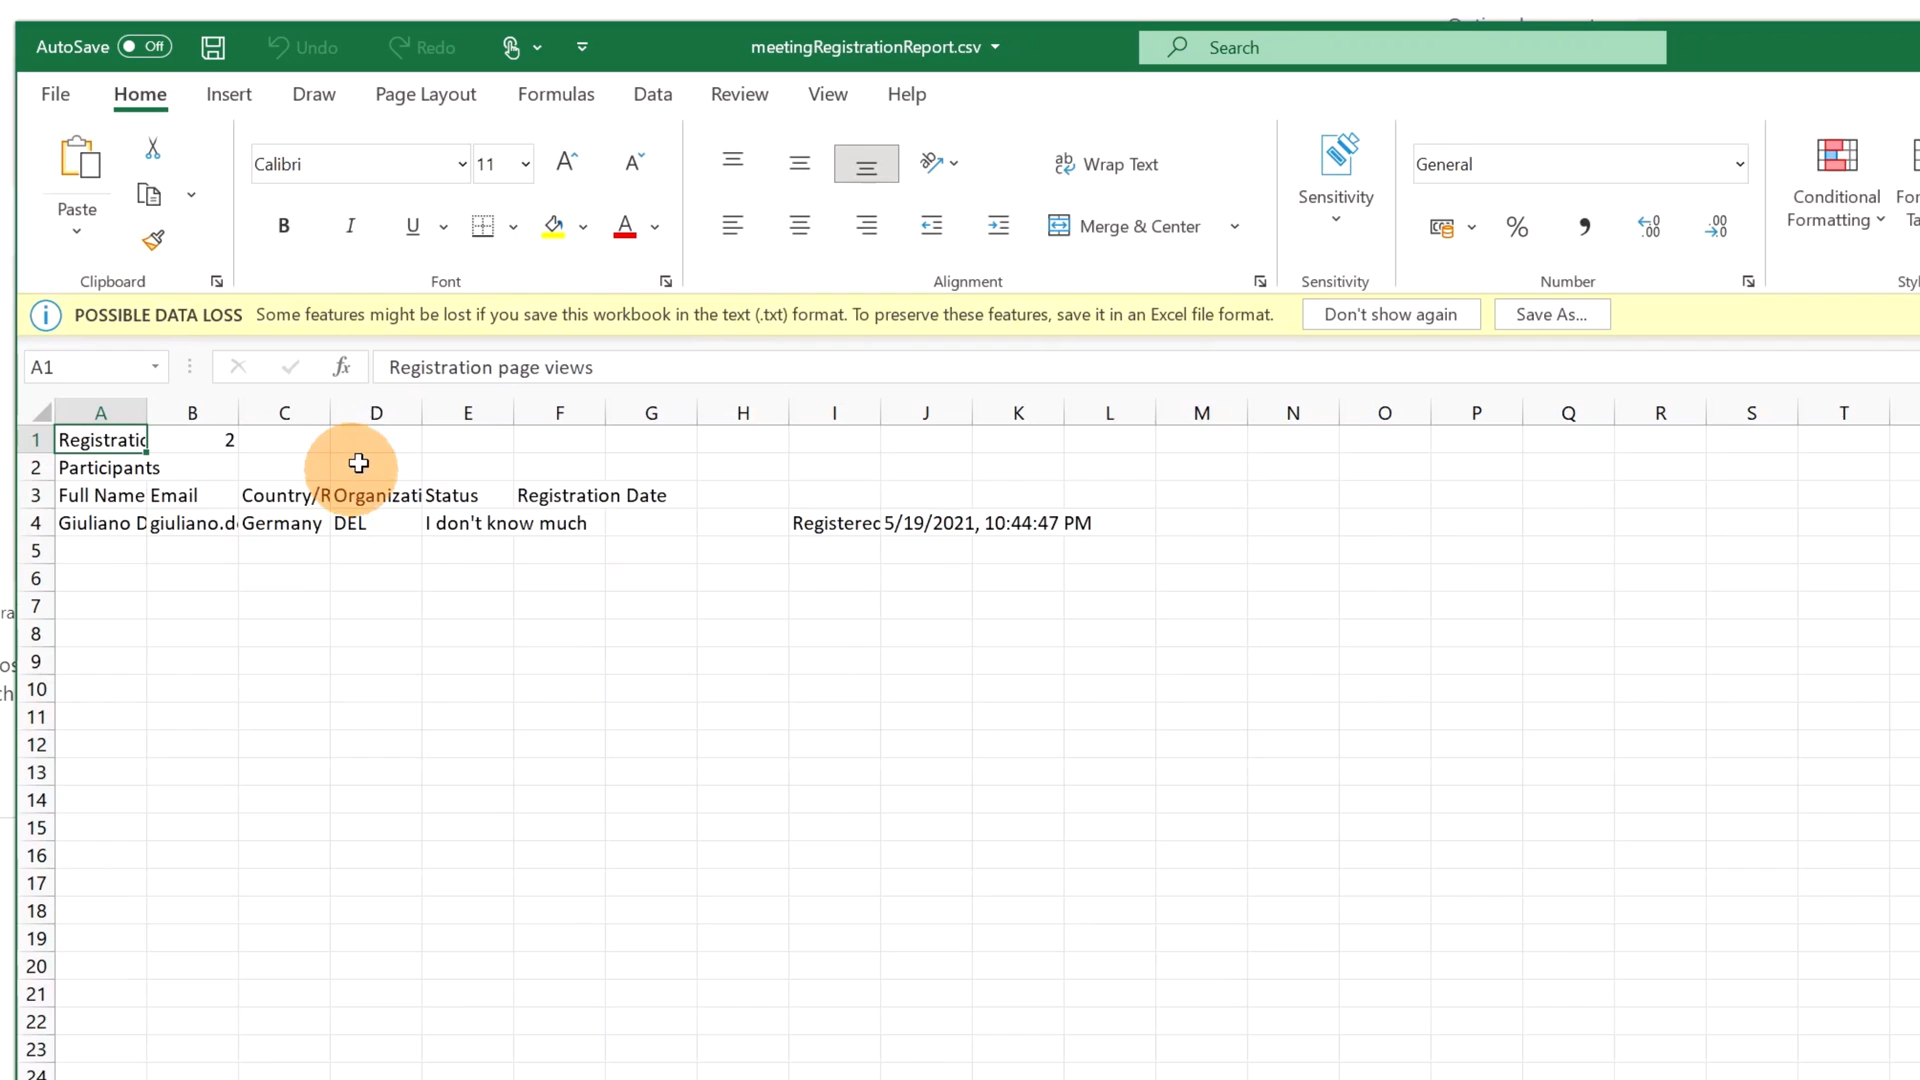 AutoSave Off Undo Redo meetingRegistrationReport.csv Search
File Home Insert Draw Page Layout Formulas Data Review View Help
Calibri 11 A A ab Wrap Text General
Paste B I U A Merge & Center Sensitivity % , .00 .00 Conditional
Formatting
Clipboard Font Alignment Sensitivity Number
POSSIBLE DATA LOSS Some features might be lost if you save this workbook in the text (.txt) format. To preserve these features, save it in an Excel file format. Don't show again Save As...
A1 fx Registration page views
A B C D E F G H I J K L M N O P Q R S T
1 Registratio 2
2 Participants
3 Full Name Email Country/R Organizati Status Registration Date
4 Giuliano D giuliano.d Germany DEL I don't know much Registered 5/19/2021, 10:44:47 PM
5
6
7
8
9
10
11
12
13
14
15
16
17
18
19
20
21
22
23
24